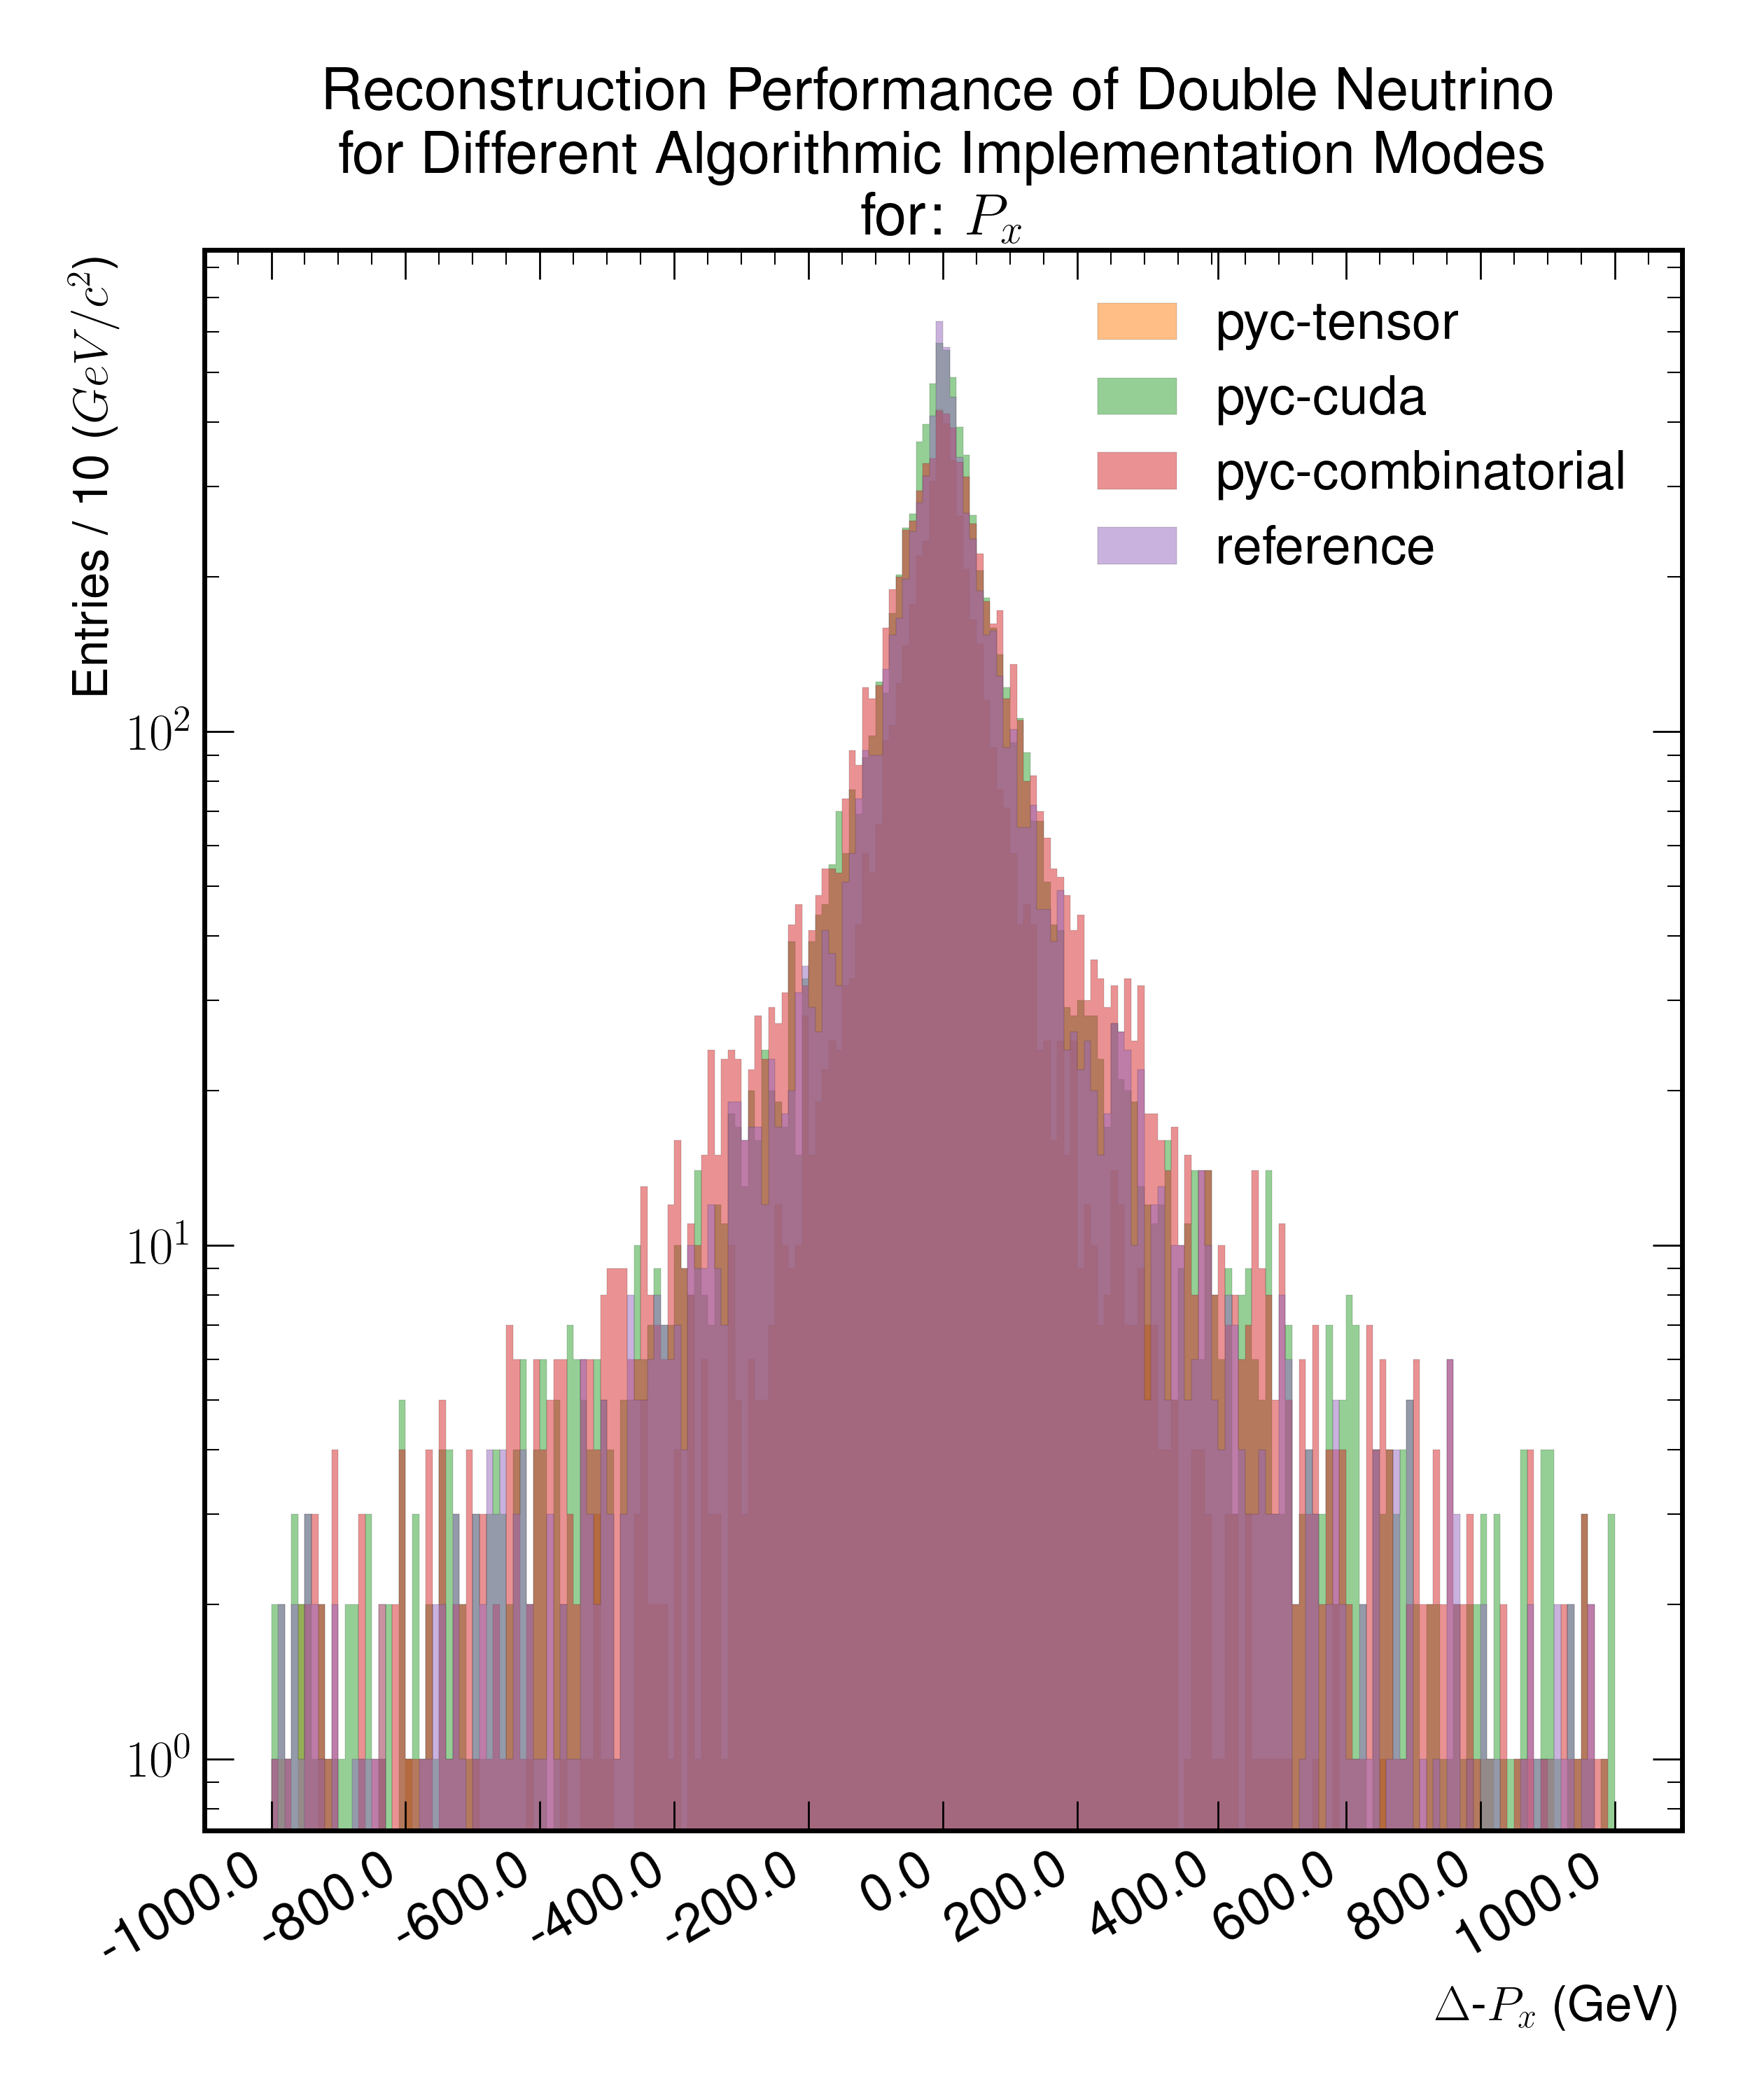 Reconstruction Performance of Double Neutrino
for Different Algorithmic Implementation Modes
for: $P_x$
Entries / 10 ($GeV/c^2$)
pyc-tensor
pyc-cuda
pyc-combinatorial
reference
$10^2$
$10^1$
$10^0$
-1000.0
-800.0
-600.0
-400.0
-200.0
0.0
200.0
400.0
600.0
800.0
1000.0
$\Delta$-$P_x$ (GeV)